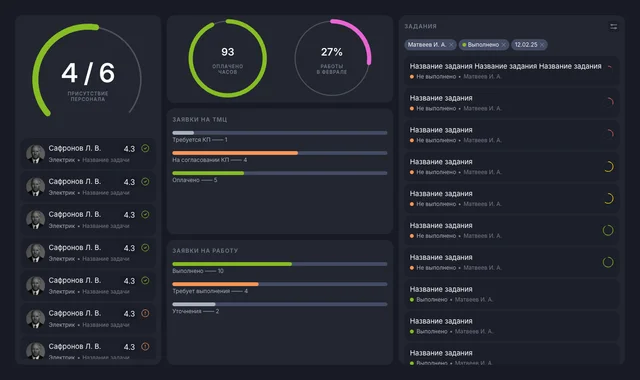 4 / 6
ПРИСУТСТВИЕ
ПЕРСОНАЛА
Сафронов Л. В.
4.3
Электрик • Название задачи
Сафронов Л. В.
4.3
Электрик • Название задачи
Сафронов Л. В.
4.3
Электрик • Название задачи
Сафронов Л. В.
4.3
Электрик • Название задачи
Сафронов Л. В.
4.3
Электрик • Название задачи
Сафронов Л. В.
4.3
Электрик • Название задачи
Сафронов Л. В.
4.3
Электрик • Название задачи
93
ОПЛАЧЕНО
ЧАСОВ
27%
РАБОТЫ
В ФЕВРАЛЕ
ЗАЯВКИ НА ТМЦ
Требуется КП — 1
На согласовании КП — 4
Оплачено — 5
ЗАЯВКИ НА РАБОТУ
Выполнено — 10
Требует выполнения — 4
Уточнения — 2
ЗАДАНИЯ
Матвеев И. А. ×
Выполнено ×
12.02.25 ×
Название задания Название задания Название задания
Не выполнено • Матвеев И. А.
Название задания
Не выполнено • Матвеев И. А.
Название задания
Не выполнено • Матвеев И. А.
Название задания
Не выполнено • Матвеев И. А.
Название задания
Не выполнено • Матвеев И. А.
Название задания
Не выполнено • Матвеев И. А.
Название задания
Не выполнено • Матвеев И. А.
Название задания
Выполнено • Матвеев И. А.
Название задания
Выполнено • Матвеев И. А.
Название задания
Выполнено • Матвеев И. А.